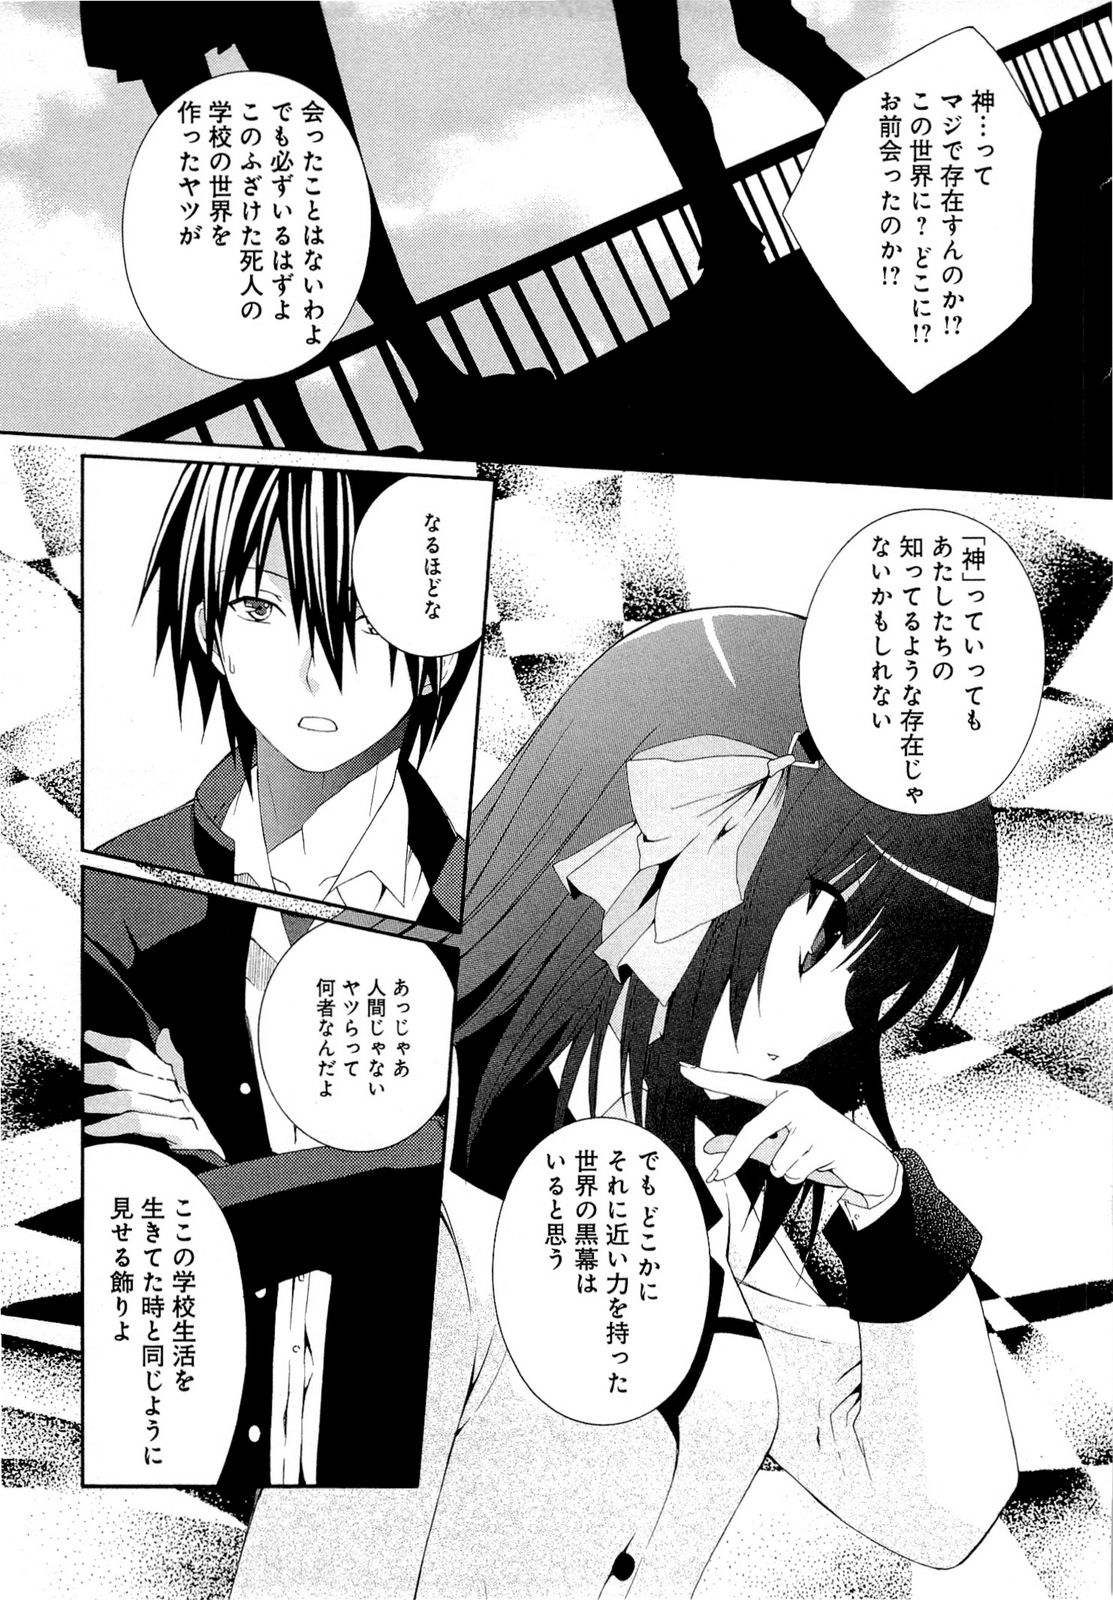 神…って
マジで存在すんのか!?
この世界に?どこに!?
お前会ったのか!?
会ったことはないわよ
でも必ずいるはずよ
このふざけた死人の
学校の世界を
作ったヤツが
「神」っていっても
あたしたちの
知ってるような存在じゃ
ないかもしれない
でもどこかに
それに近い力を持った
世界の黒幕は
いると思う
なるほどな
あっじゃあ
人間じゃない
ヤツらって
何者なんだよ
ここの学校生活を
生きてた時と同じように
見せる飾りよ